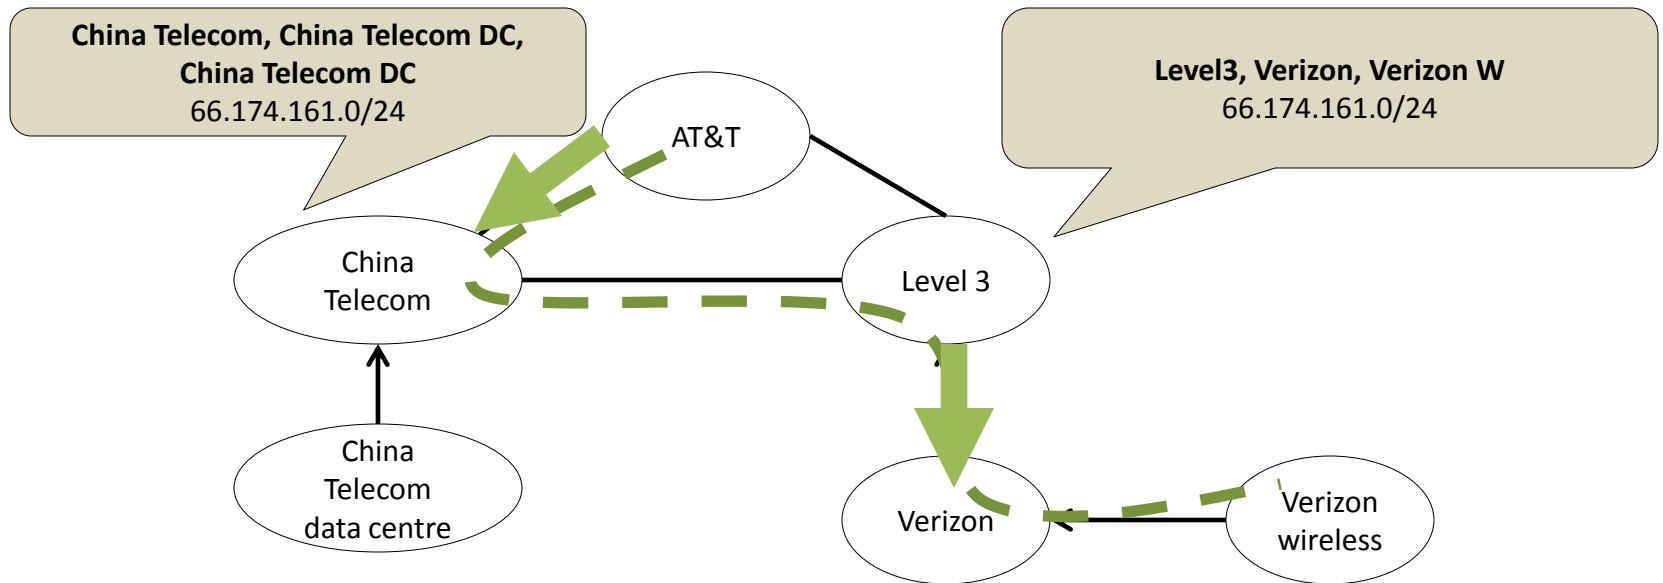 China Telecom, China Telecom DC,
China Telecom DC
66.174.161.0/24
Level3, Verizon, Verizon W
66.174.161.0/24
AT&T
China
Telecom
Level 3
China
Telecom
data centre
Verizon
Verizon
wireless